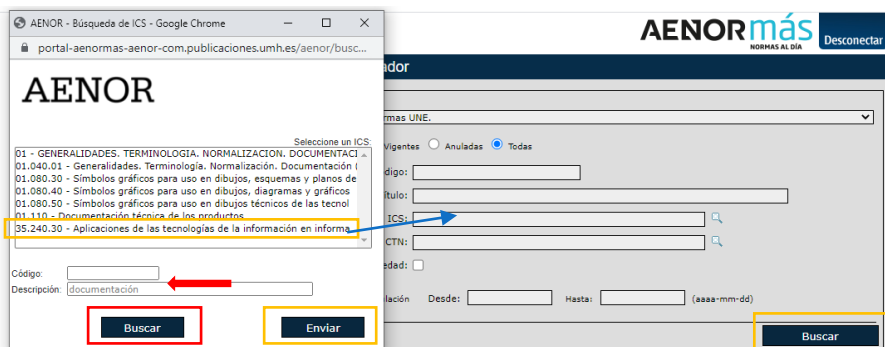 AENOR - Búsqueda de ICS - Google Chrome
portal-aenormas-aenor-com.publicaciones.umh.es/aenor/busc...
AENOR
Seleccione un ICS:
01 - GENERALIDADES. TERMINOLOGIA. NORMALIZACION. DOCUMENTACI
01.040.01 - Generalidades. Terminología. Normalización. Documentación (
01.080.30 - Símbolos gráficos para uso en dibujos, esquemas y planos de
01.080.40 - Símbolos gráficos para uso en dibujos, diagramas y gráficos
01.080.50 - Símbolos gráficos para uso en dibujos técnicos de las tecnol
01.110 - Documentación técnica de los productos
35.240.30 - Aplicaciones de las tecnologías de la información en informa
Código:
Descripción: documentación
Buscar Enviar
AENORmás
NORMAS AL DÍA
Desconectar
ador
rmas UNE.
Vigentes Anuladas Todas
digo:
ítulo:
ICS:
CTN:
edad:
lación Desde: Hasta: (aaaa-mm-dd)
Buscar